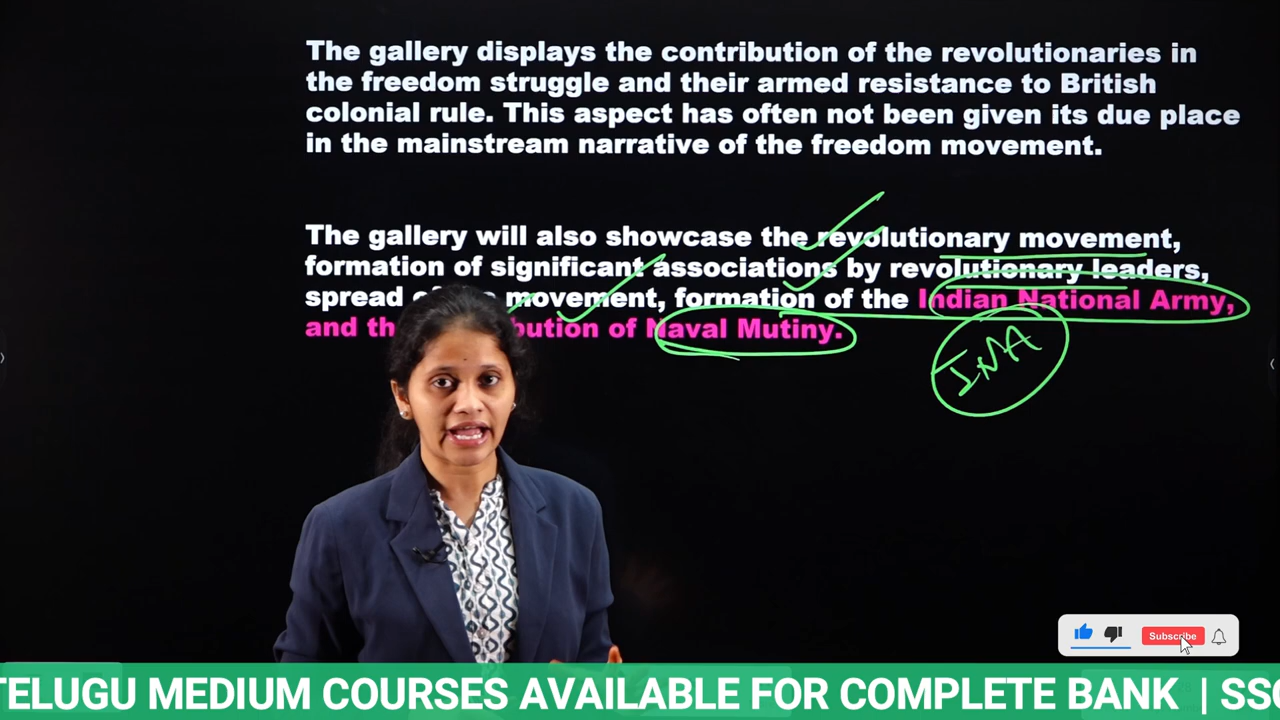 The gallery displays the contribution of the revolutionaries in
the freedom struggle and their armed resistance to British
colonial rule. This aspect has often not been given its due place
in the mainstream narrative of the freedom movement.
The gallery will also showcase the revolutionary movement,
formation of significant associations by revolutionary leaders,
spread movement, formation of the Indian National Army,
and of Naval Mutiny.
INA
Subscribe
TELUGU MEDIUM COURSES AVAILABLE FOR COMPLETE BANK | SSC